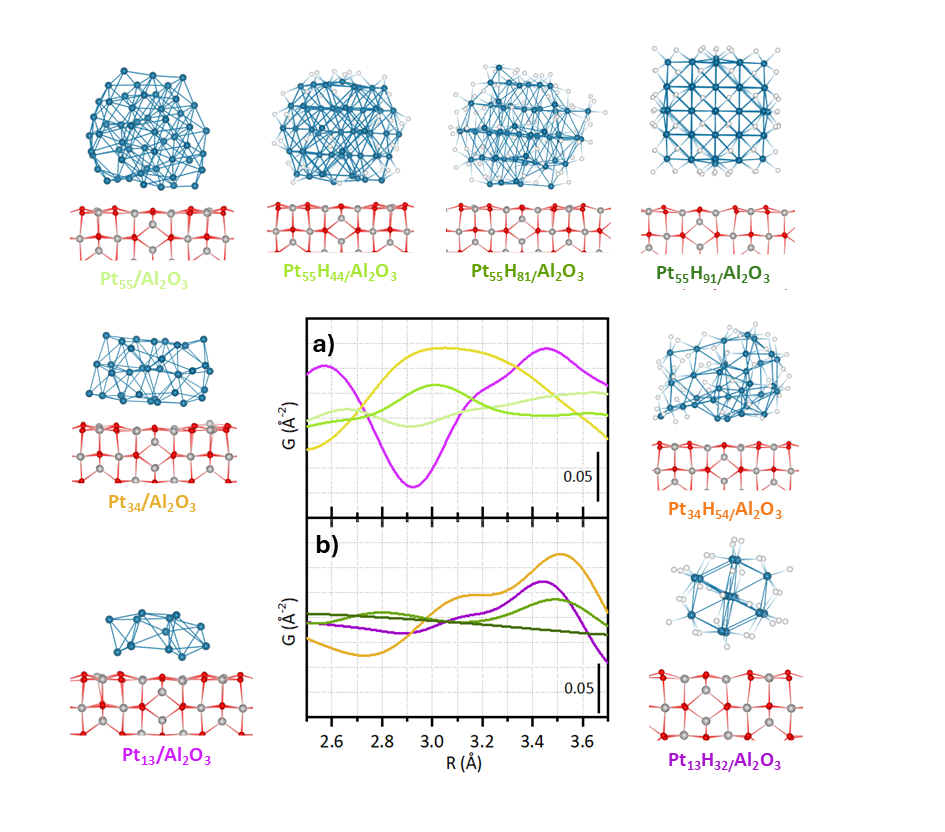 Pt₅₅/Al₂O₃
Pt₅₅H₄₄/Al₂O₃
Pt₅₅H₈₁/Al₂O₃
Pt₅₅H₉₁/Al₂O₃
a)
G (Å⁻²)
0.05
Pt₃₄/Al₂O₃
Pt₃₄H₅₄/Al₂O₃
b)
G (Å⁻²)
0.05
2.6 2.8 3.0 3.2 3.4 3.6
R (Å)
Pt₁₃/Al₂O₃
Pt₁₃H₃₂/Al₂O₃